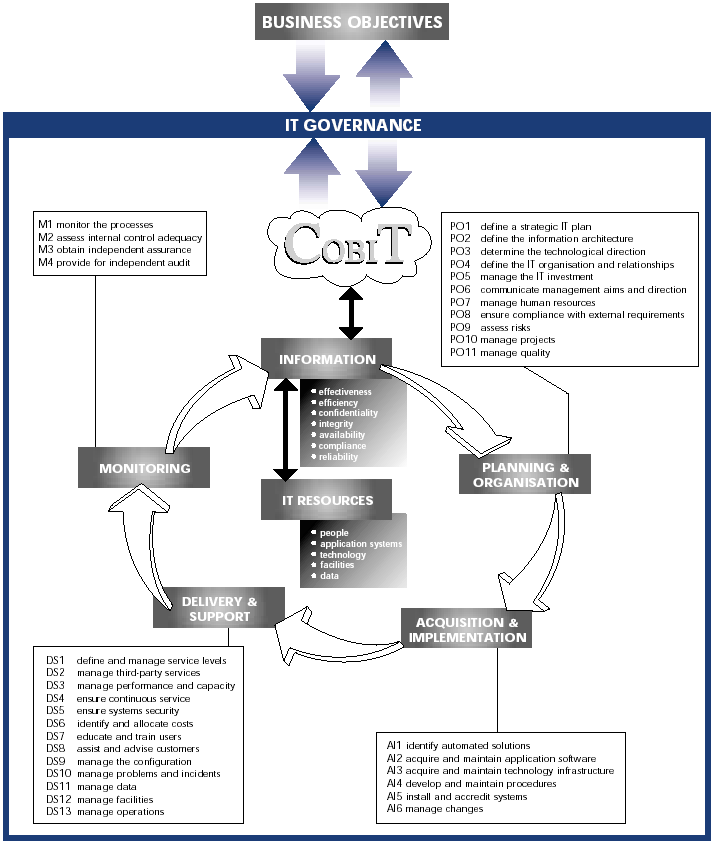 BUSINESS OBJECTIVES
IT GOVERNANCE
COBIT
M1 monitor the processes
M2 assess internal control adequacy
M3 obtain independent assurance
M4 provide for independent audit
PO1 define a strategic IT plan
PO2 define the information architecture
PO3 determine the technological direction
PO4 define the IT organisation and relationships
PO5 manage the IT investment
PO6 communicate management aims and direction
PO7 manage human resources
PO8 ensure compliance with external requirements
PO9 assess risks
PO10 manage projects
PO11 manage quality
INFORMATION
effectiveness
efficiency
confidentiality
integrity
availability
compliance
reliability
MONITORING
PLANNING &
ORGANISATION
IT RESOURCES
people
application systems
technology
facilities
data
DELIVERY &
SUPPORT
ACQUISITION &
IMPLEMENTATION
DS1 define and manage service levels
DS2 manage third-party services
DS3 manage performance and capacity
DS4 ensure continuous service
DS5 ensure systems security
DS6 identify and allocate costs
DS7 educate and train users
DS8 assist and advise customers
DS9 manage the configuration
DS10 manage problems and incidents
DS11 manage data
DS12 manage facilities
DS13 manage operations
AI1 identify automated solutions
AI2 acquire and maintain application software
AI3 acquire and maintain technology infrastructure
AI4 develop and maintain procedures
AI5 install and accredit systems
AI6 manage changes